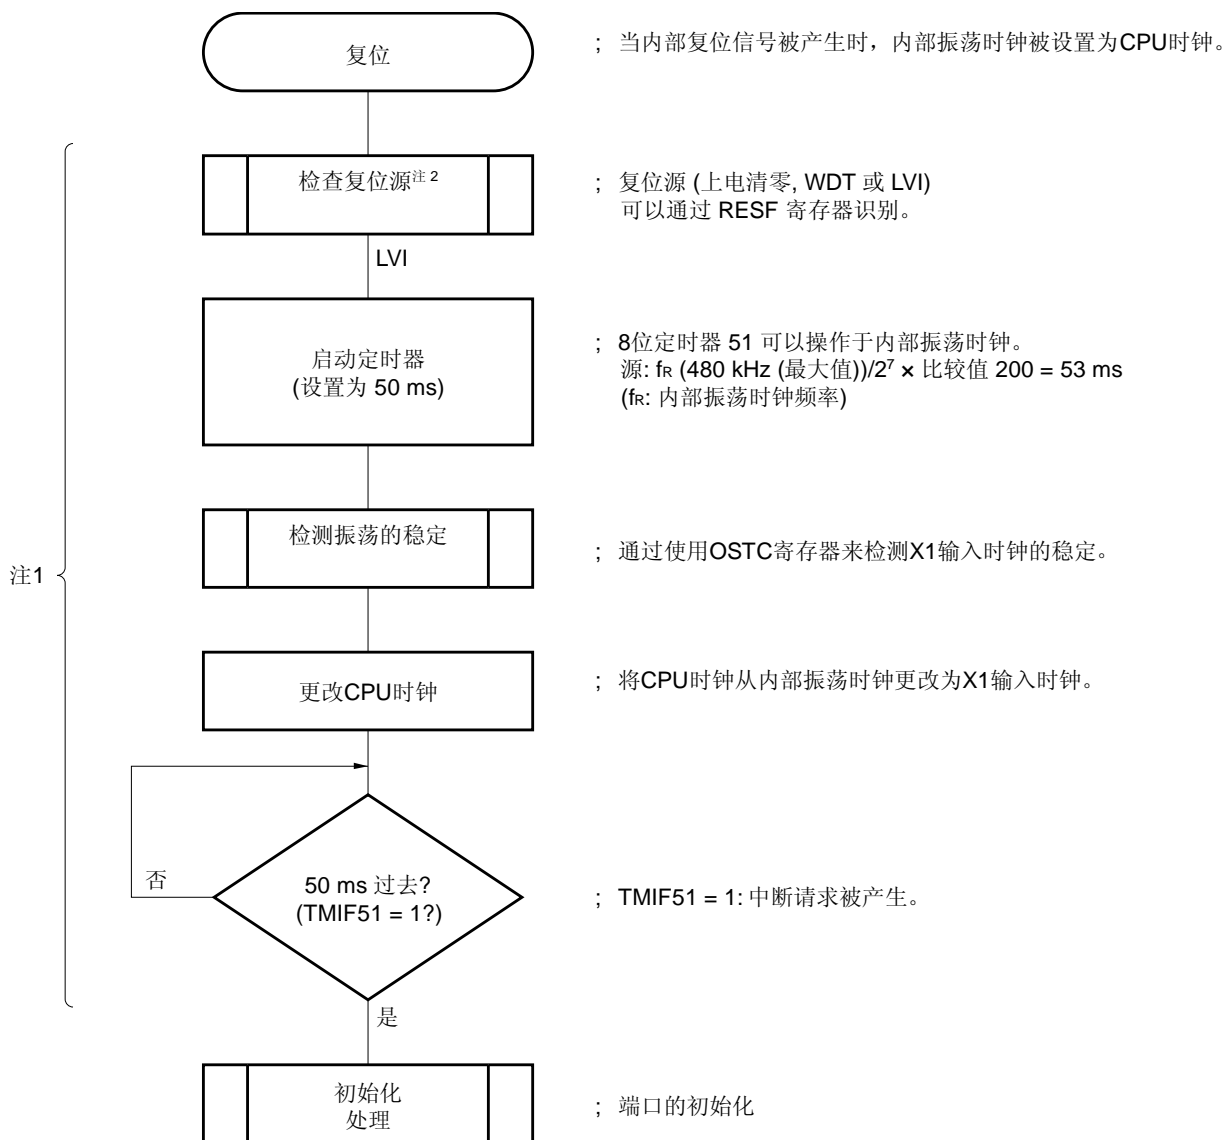 复位
; 当内部复位信号被产生时，内部振荡时钟被设置为CPU时钟。
检查复位源注 2
; 复位源 (上电清零, WDT 或 LVI)
可以通过 RESF 寄存器识别。
LVI
启动定时器
(设置为 50 ms)
; 8位定时器 51 可以操作于内部振荡时钟。
源: fR (480 kHz (最大值))/2⁷ × 比较值 200 = 53 ms
(fR: 内部振荡时钟频率)
检测振荡的稳定
; 通过使用OSTC寄存器来检测X1输入时钟的稳定。
注1
更改CPU时钟
; 将CPU时钟从内部振荡时钟更改为X1输入时钟。
否
50 ms 过去?
(TMIF51 = 1?)
; TMIF51 = 1: 中断请求被产生。
是
初始化
处理
; 端口的初始化